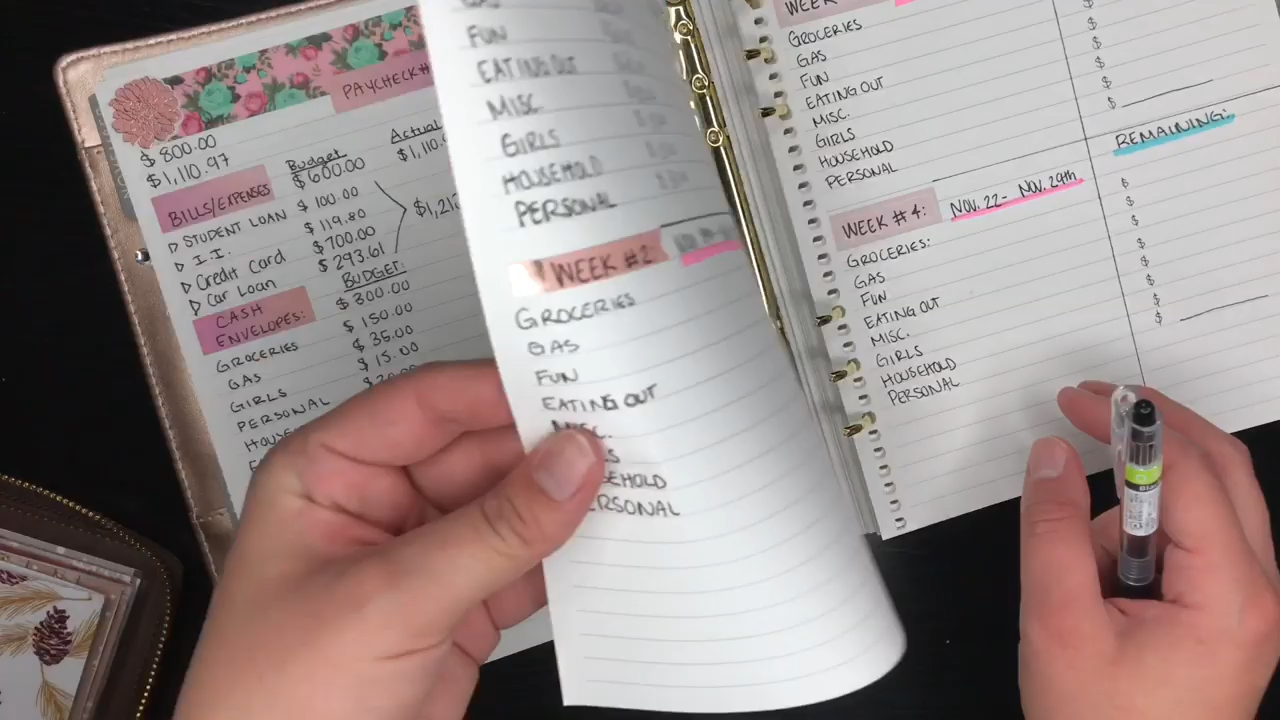 PAYCHECK#
$800.00
$1,110.97
Actual
$1,110.
BILLS/EXPENSES
Budget
$600.00
▷ STUDENT LOAN $100.00
▷ I.I. $119.80
▷ Credit Card $700.00
▷ Car Loan $293.61
$1,21
CASH ENVELOPES:
BUDGET:
$300.00
GROCERIES $150.00
GAS $35.00
GIRLS $15.00
PERSONAL
FUN
EATING OUT
MISC.
GIRLS
HOUSEHOLD
PERSONAL
WEEK #2
GROCERIES
GAS
FUN
EATING OUT
MISC.
EHOLD
ERSONAL
WEEK #
GROCERIES
GAS
FUN
EATING OUT
MISC.
GIRLS
HOUSEHOLD
PERSONAL
$
$
$
$
$
REMAINING:
WEEK #4: NOV. 22- NOV. 29th
GROCERIES: $
GAS $
FUN $
EATING OUT $
MISC. $
GIRLS $
HOUSEHOLD $
PERSONAL $